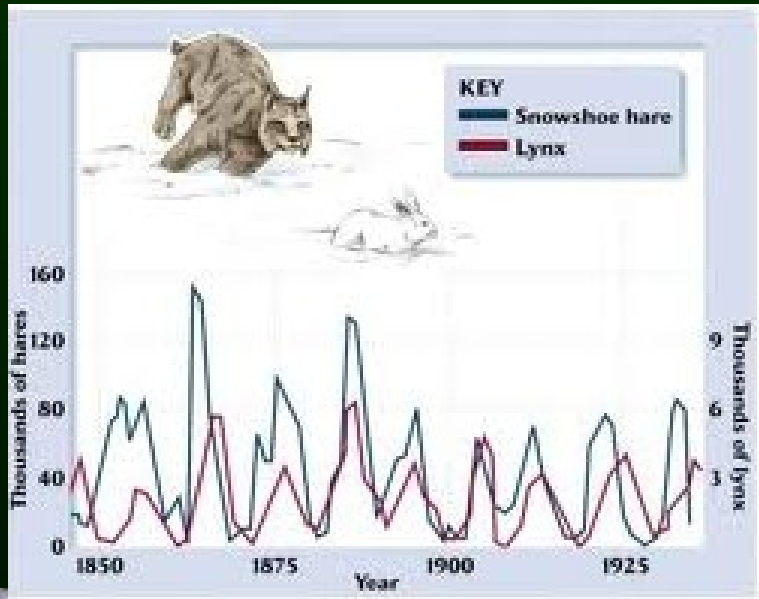 KEY
Snowshoe hare
Lynx
160
120
80
40
0
Thousands of hares
9
6
3
Thousands of lynx
1850
1875
1900
1925
Year